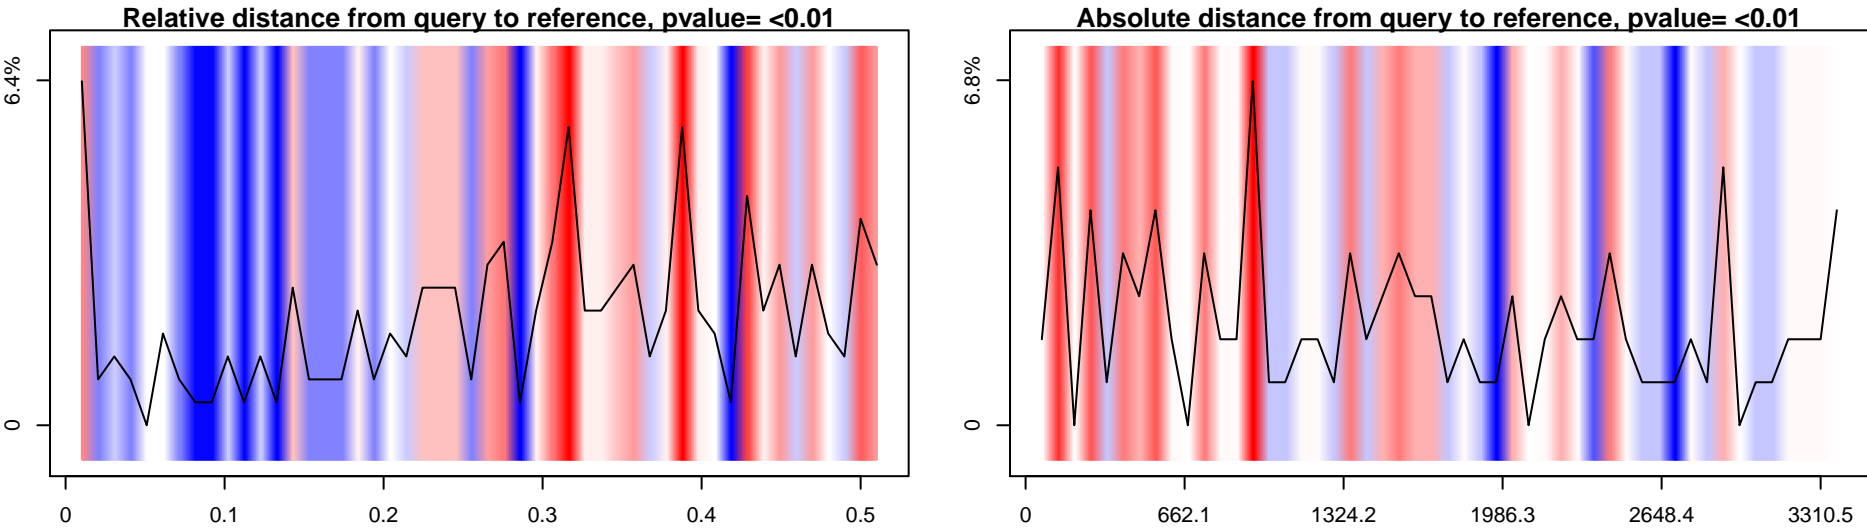 Relative distance from query to reference, pvalue= <0.01
6.4%
0
0 0.1 0.2 0.3 0.4 0.5
Absolute distance from query to reference, pvalue= <0.01
6.8%
0
0 662.1 1324.2 1986.3 2648.4 3310.5